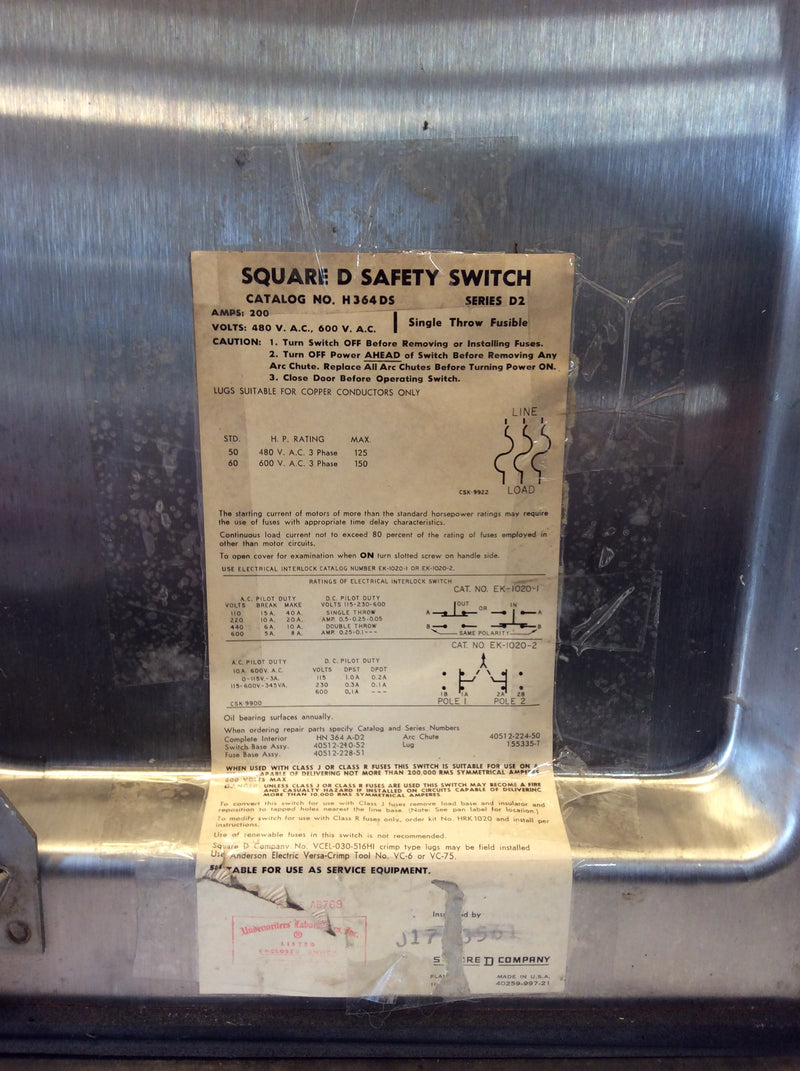 SQUARE D SAFETY SWITCH
CATALOG NO. H364DS SERIES D2
AMPS: 200
VOLTS: 480 V. A.C., 600 V. A.C. Single Throw Fusible
CAUTION: 1. Turn Switch OFF Before Removing or Installing Fuses.
2. Turn OFF Power AHEAD of Switch Before Removing Any
Arc Chute. Replace All Arc Chutes Before Turning Power ON.
3. Close Door Before Operating Switch.
LUGS SUITABLE FOR COPPER CONDUCTORS ONLY
LINE
STD. H. P. RATING MAX.
50 480 V. A.C. 3 Phase 125
60 600 V. A.C. 3 Phase 150
CSK-9922 LOAD
The starting current of motors of more than the standard horsepower ratings may require
the use of fuses with appropriate time delay characteristics.
Continuous load current not to exceed 80 percent of the rating of fuses employed in
other than motor circuits.
To open cover for examination when ON turn slotted screw on handle side.
USE ELECTRICAL INTERLOCK CATALOG NUMBER EK-1020-1 OR EK-1020-2.
RATINGS OF ELECTRICAL INTERLOCK SWITCH
CAT. NO. EK-1020-1
A.C. PILOT DUTY D.C. PILOT DUTY
VOLTS BREAK MAKE VOLTS 115-230-600
110 15A. 40A. SINGLE THROW
220 10A. 20A. AMP. 0.5-0.25-0.05
440 6A. 10A. DOUBLE THROW
600 5A. 8A. AMP. 0.25-0.1---
OUT OR IN
A A
B B
SAME POLARITY
CAT. NO. EK-1020-2
A.C. PILOT DUTY D.C. PILOT DUTY
10A. 600V. A.C. VOLTS DPST DPDT
0-115V.-3A. 115 1.0A 0.2A
115-600V.-345VA. 230 0.3A 0.1A
600 0.1A ---
1B 1A 2A 2B
CSK-9900 POLE 1 POLE 2
Oil bearing surfaces annually.
When ordering repair parts specify Catalog and Series Numbers
Complete Interior HN 364 A-D2 Arc Chute 40512-224-50
Switch Base Assy. 40512-240-52 Lug 1.55335-7
Fuse Base Assy. 40512-228-51
WHEN USED WITH CLASS J OR CLASS R FUSES THIS SWITCH IS SUITABLE FOR USE ON A
CAPABLE OF DELIVERING NOT MORE THAN 200,000 RMS SYMMETRICAL AMPERES
600 VOLTS MAX
DANGER: UNLESS CLASS J OR CLASS R FUSES ARE USED THIS SWITCH MAY BECOME A FIRE
AND CASUALTY HAZARD IF INSTALLED ON CIRCUITS CAPABLE OF DELIVERING
MORE THAN 10,000 RMS SYMMETRICAL AMPERES
To convert this switch for use with Class J fuses remove load base and insulator and
reposition to tapped holes nearest the line base. (Note: See pan label for location.)
To modify switch for use with Class R fuses only, order kit No. HRK1020 and install per
instructions.
Use of renewable fuses in this switch is not recommended.
Square D Company No. VCEL-030-516H1 crimp type lugs may be field installed
Use Anderson Electric Versa-Crimp Tool No. VC-6 or VC-75.
SUITABLE FOR USE AS SERVICE EQUIPMENT.
Underwriters' Laboratories, Inc.
LISTED
ENCLOSED SWITCH
by
SQUARE D COMPANY
MADE IN U.S.A.
40259-997-21